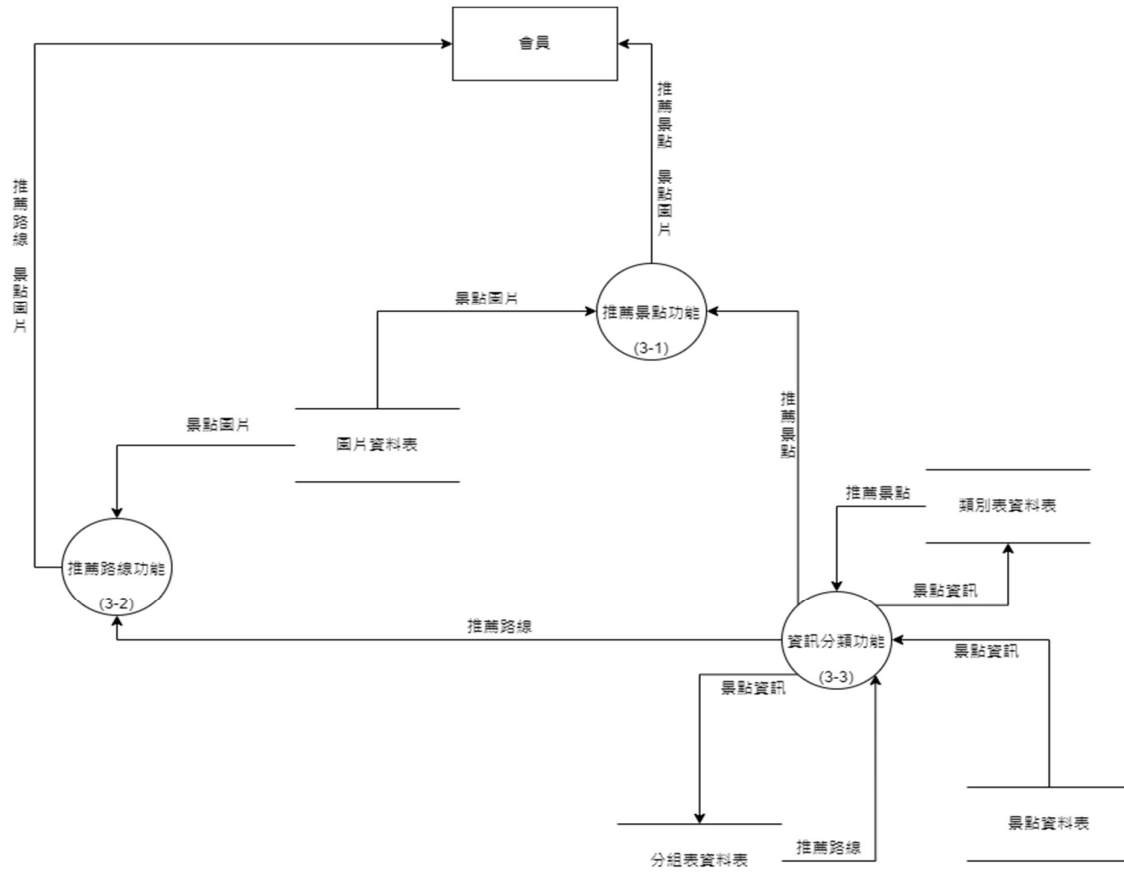 會員
推薦景點 景點圖片
推薦路線 景點圖片
景點圖片
推薦景點功能
(3-1)
推薦景點
景點圖片
圖片資料表
推薦景點
類別表資料表
推薦路線功能
(3-2)
景點資訊
推薦路線
資訊分類功能
(3-3)
景點資訊
景點資訊
景點資料表
推薦路線
分組表資料表